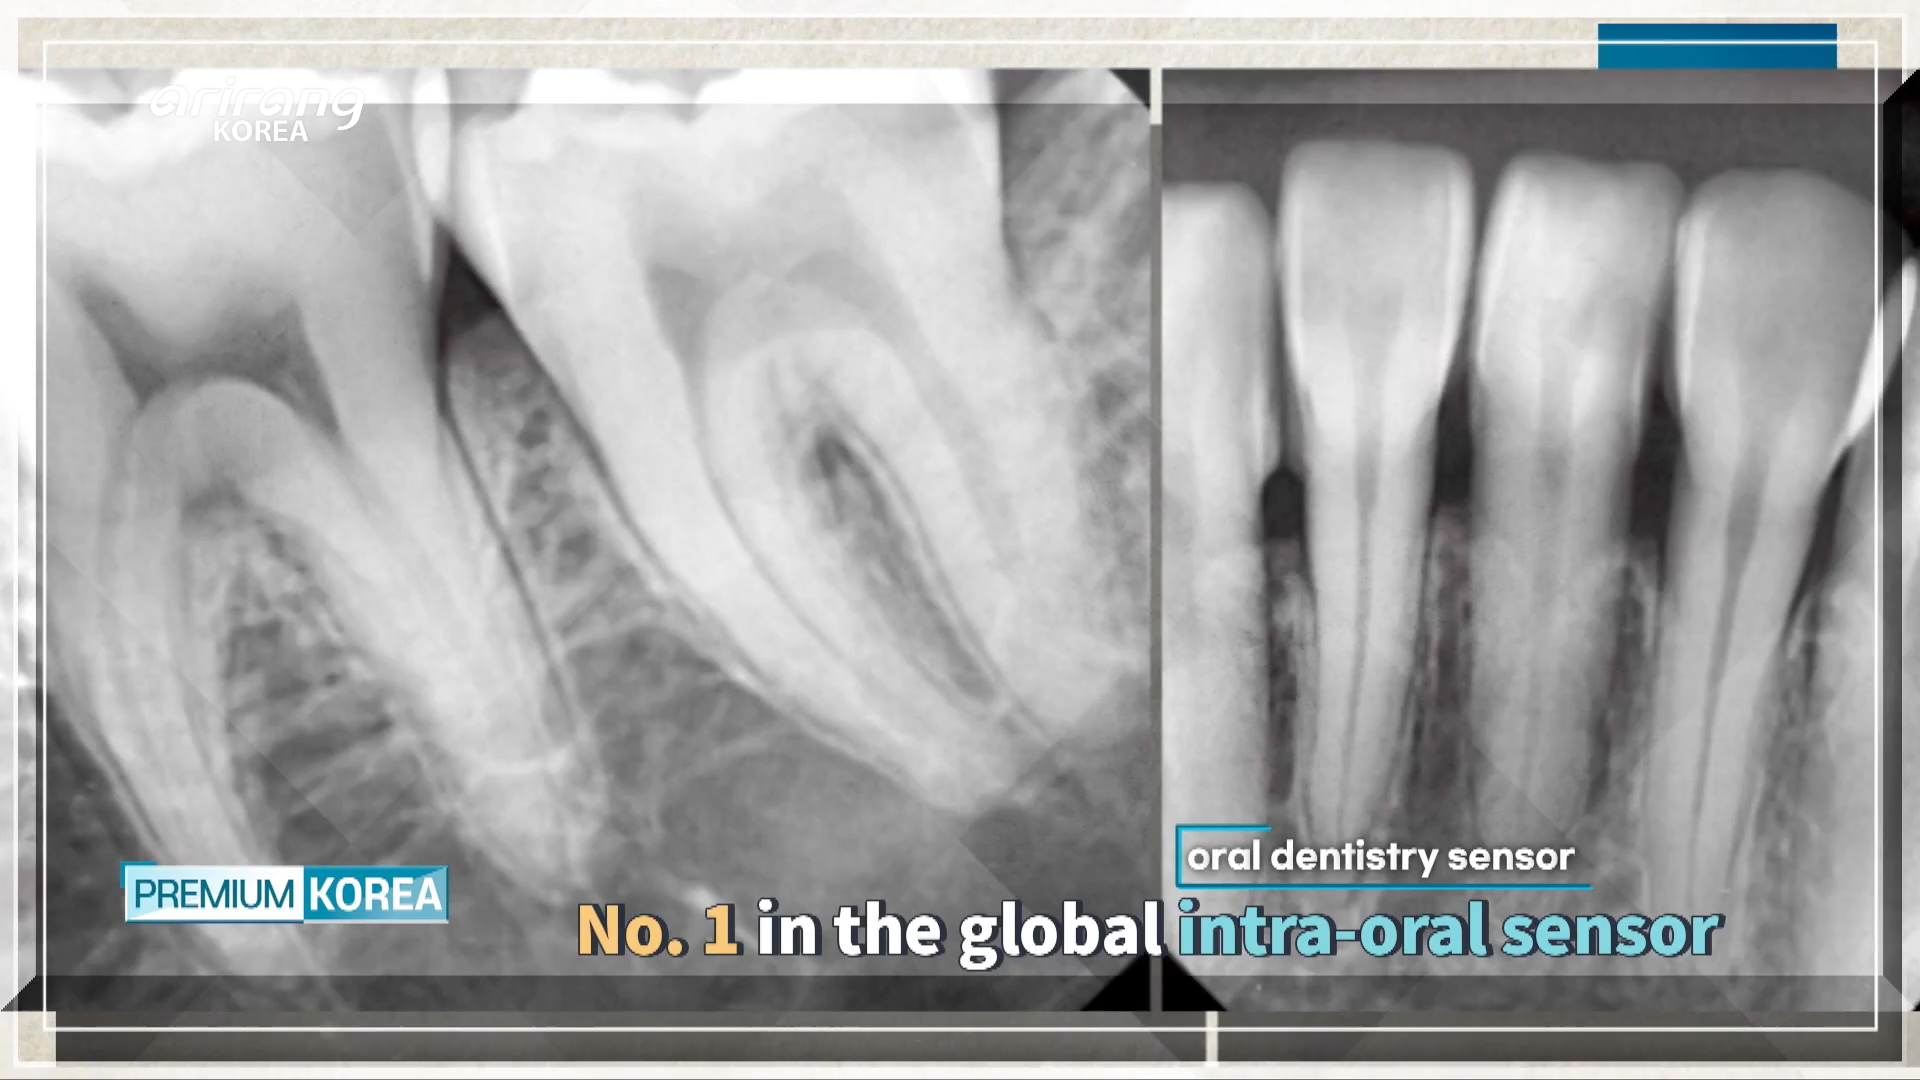 arirang
KOREA
oral dentistry sensor
PREMIUM KOREA
No. 1 in the global intra-oral sensor